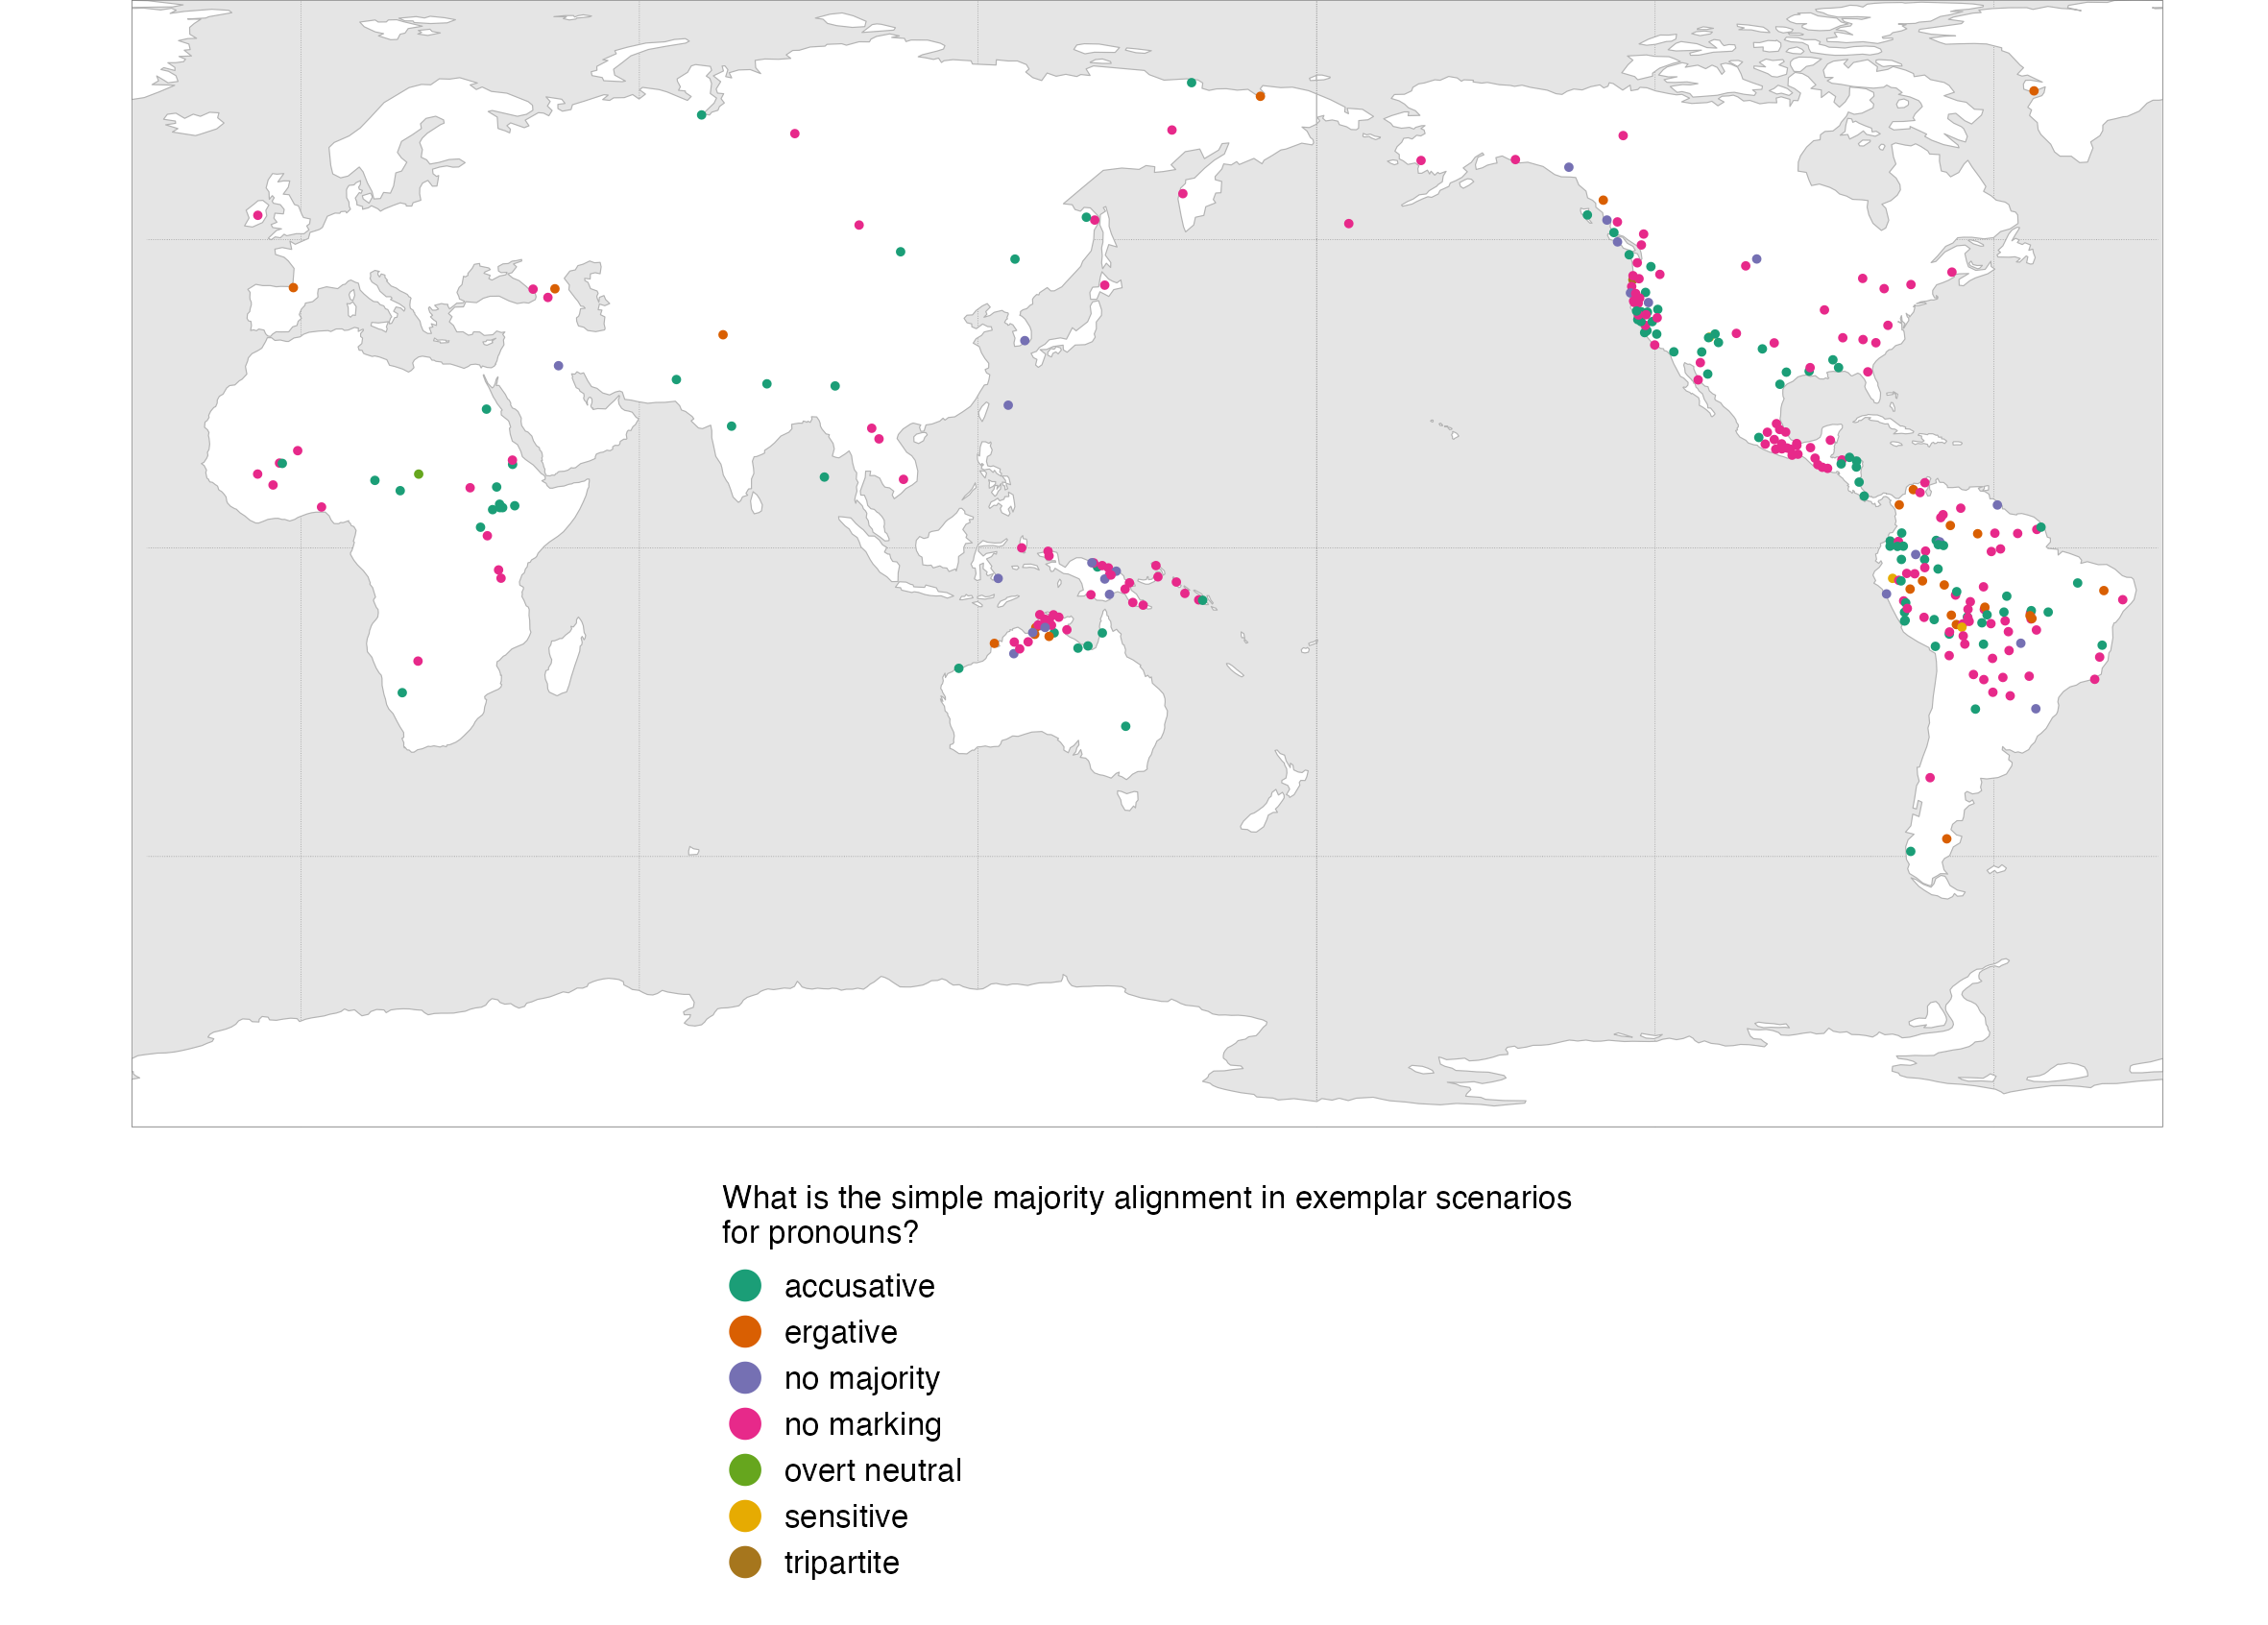 What is the simple majority alignment in exemplar scenarios
for pronouns?
accusative
ergative
no majority
no marking
overt neutral
sensitive
tripartite